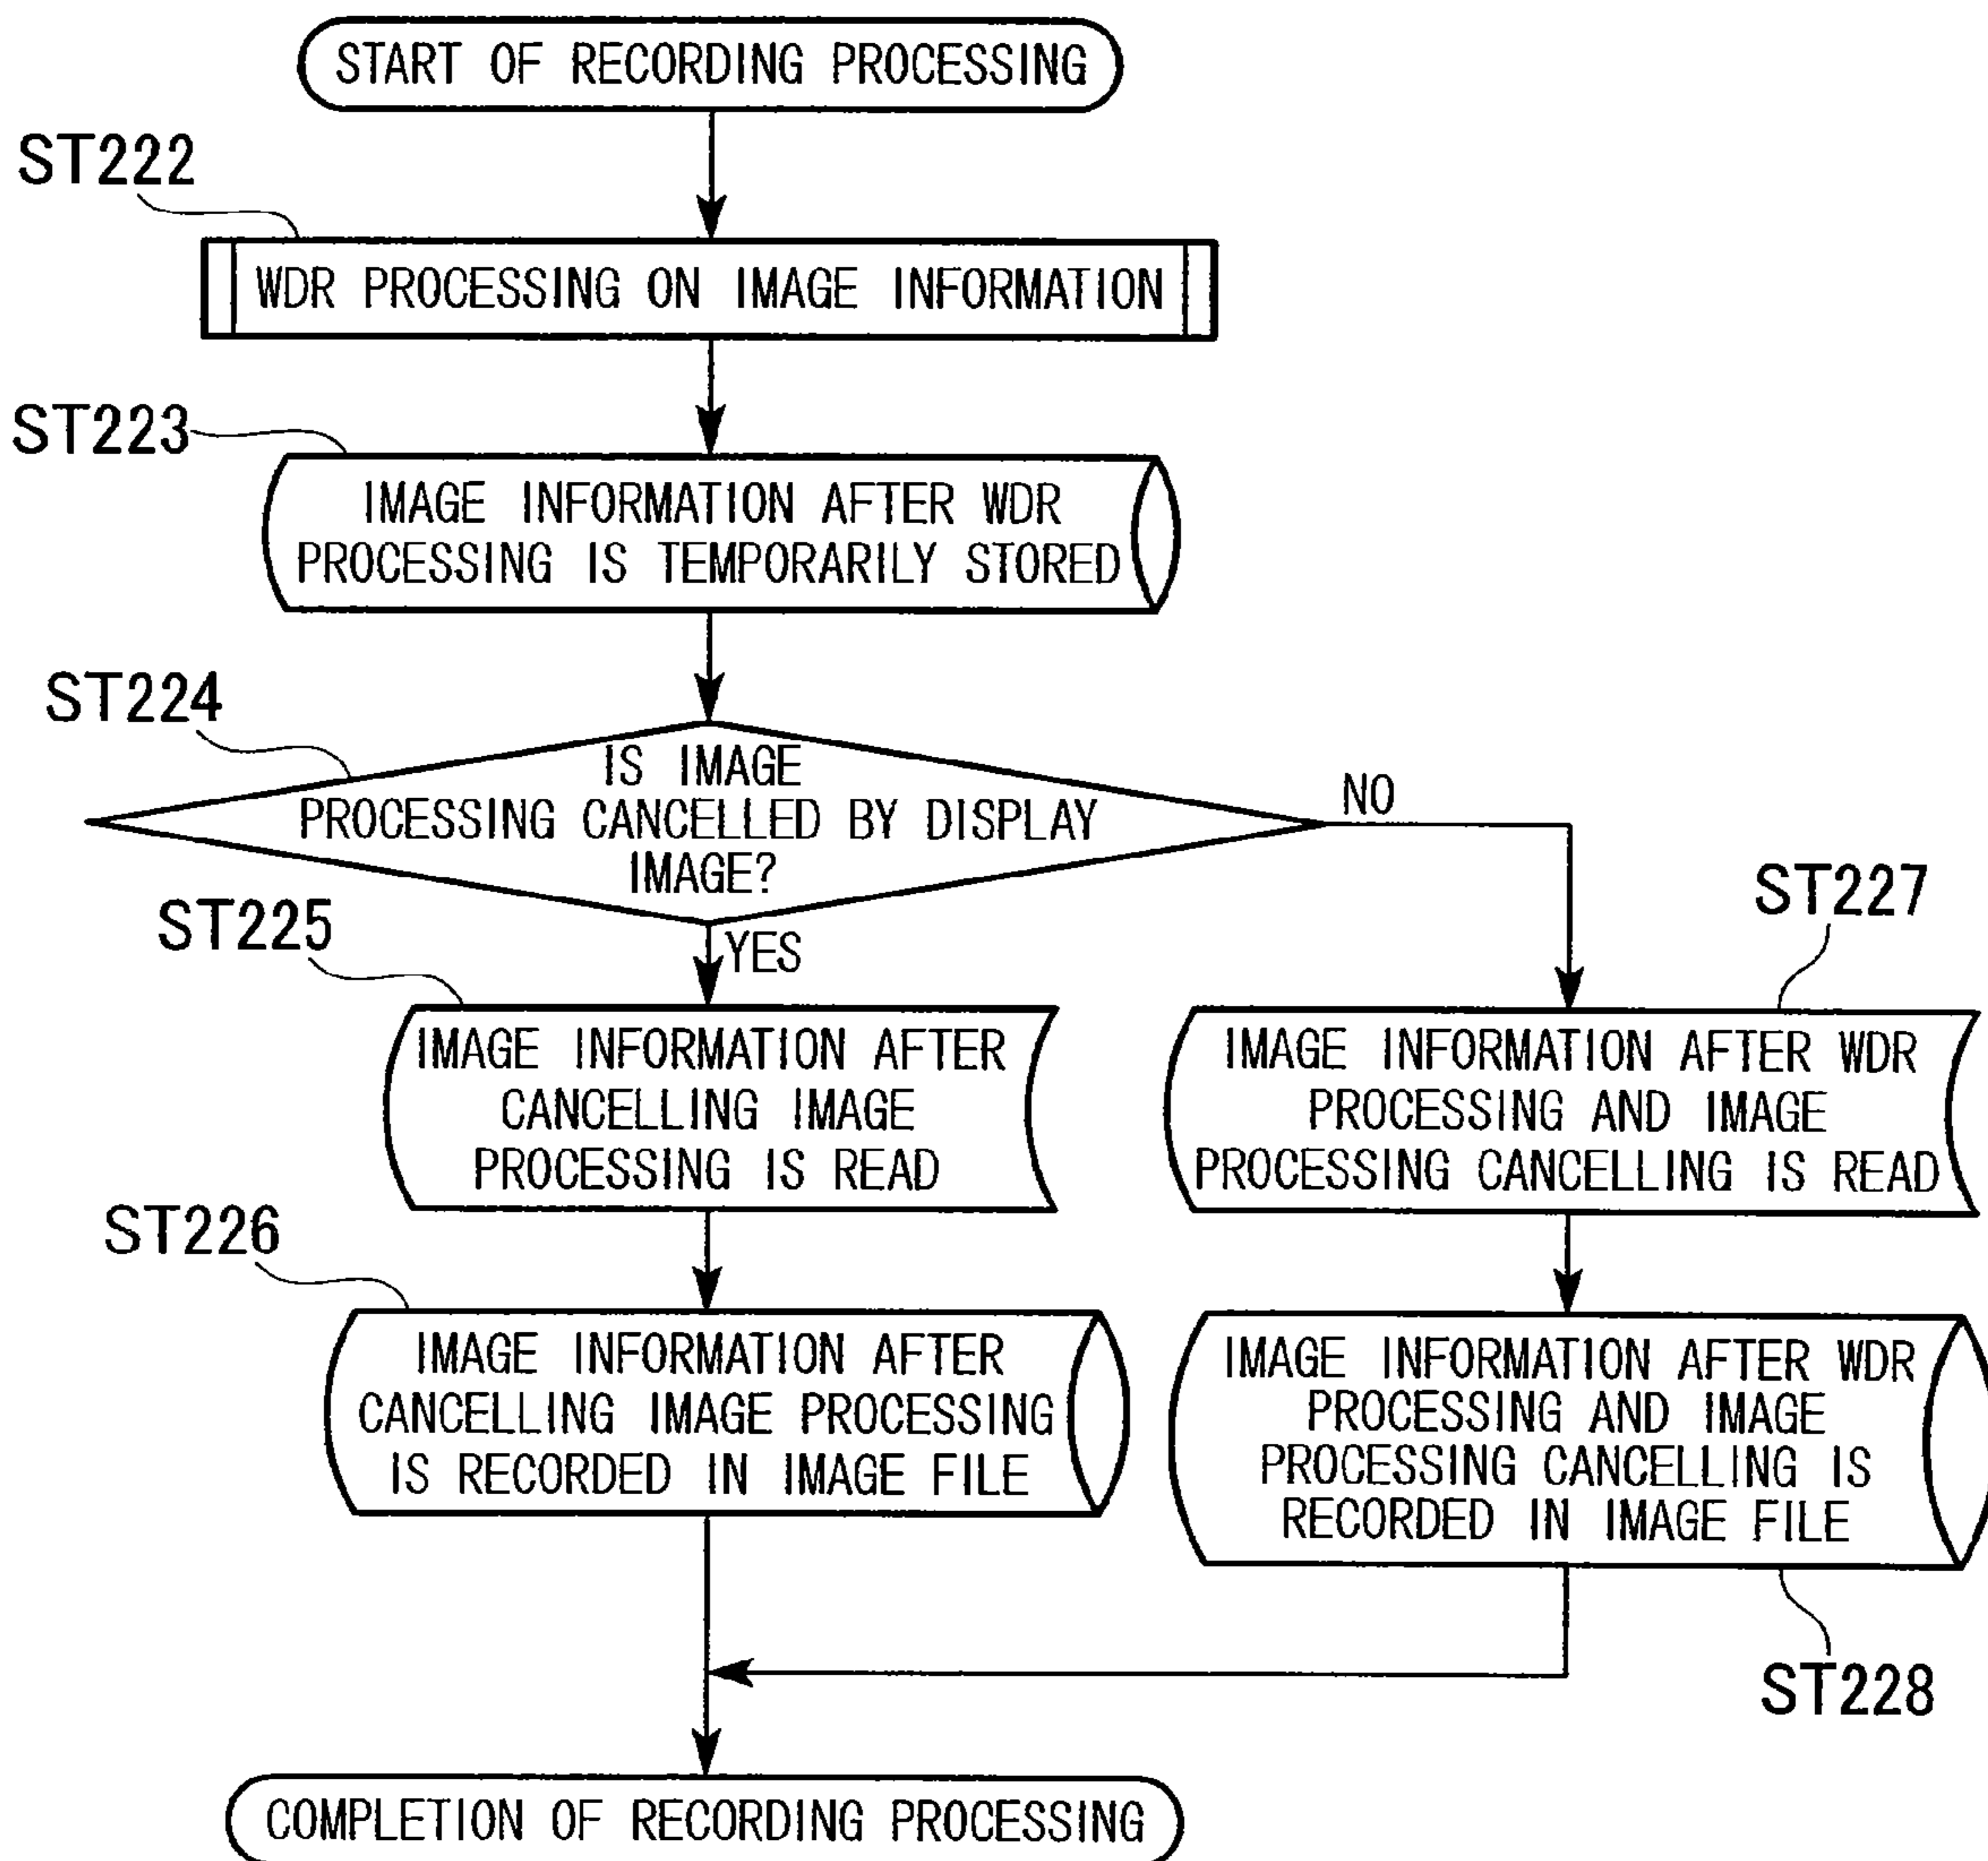 START OF RECORDING PROCESSING
ST222
WDR PROCESSING ON IMAGE INFORMATION
ST223
IMAGE INFORMATION AFTER WDR
PROCESSING IS TEMPORARILY STORED
ST224
IS IMAGE
PROCESSING CANCELLED BY DISPLAY
IMAGE?
NO
YES
ST225
IMAGE INFORMATION AFTER
CANCELLING IMAGE
PROCESSING IS READ
ST227
IMAGE INFORMATION AFTER WDR
PROCESSING AND IMAGE
PROCESSING CANCELLING IS READ
ST226
IMAGE INFORMATION AFTER
CANCELLING IMAGE PROCESSING
IS RECORDED IN IMAGE FILE
IMAGE INFORMATION AFTER WDR
PROCESSING AND IMAGE
PROCESSING CANCELLING IS
RECORDED IN IMAGE FILE
ST228
COMPLETION OF RECORDING PROCESSING